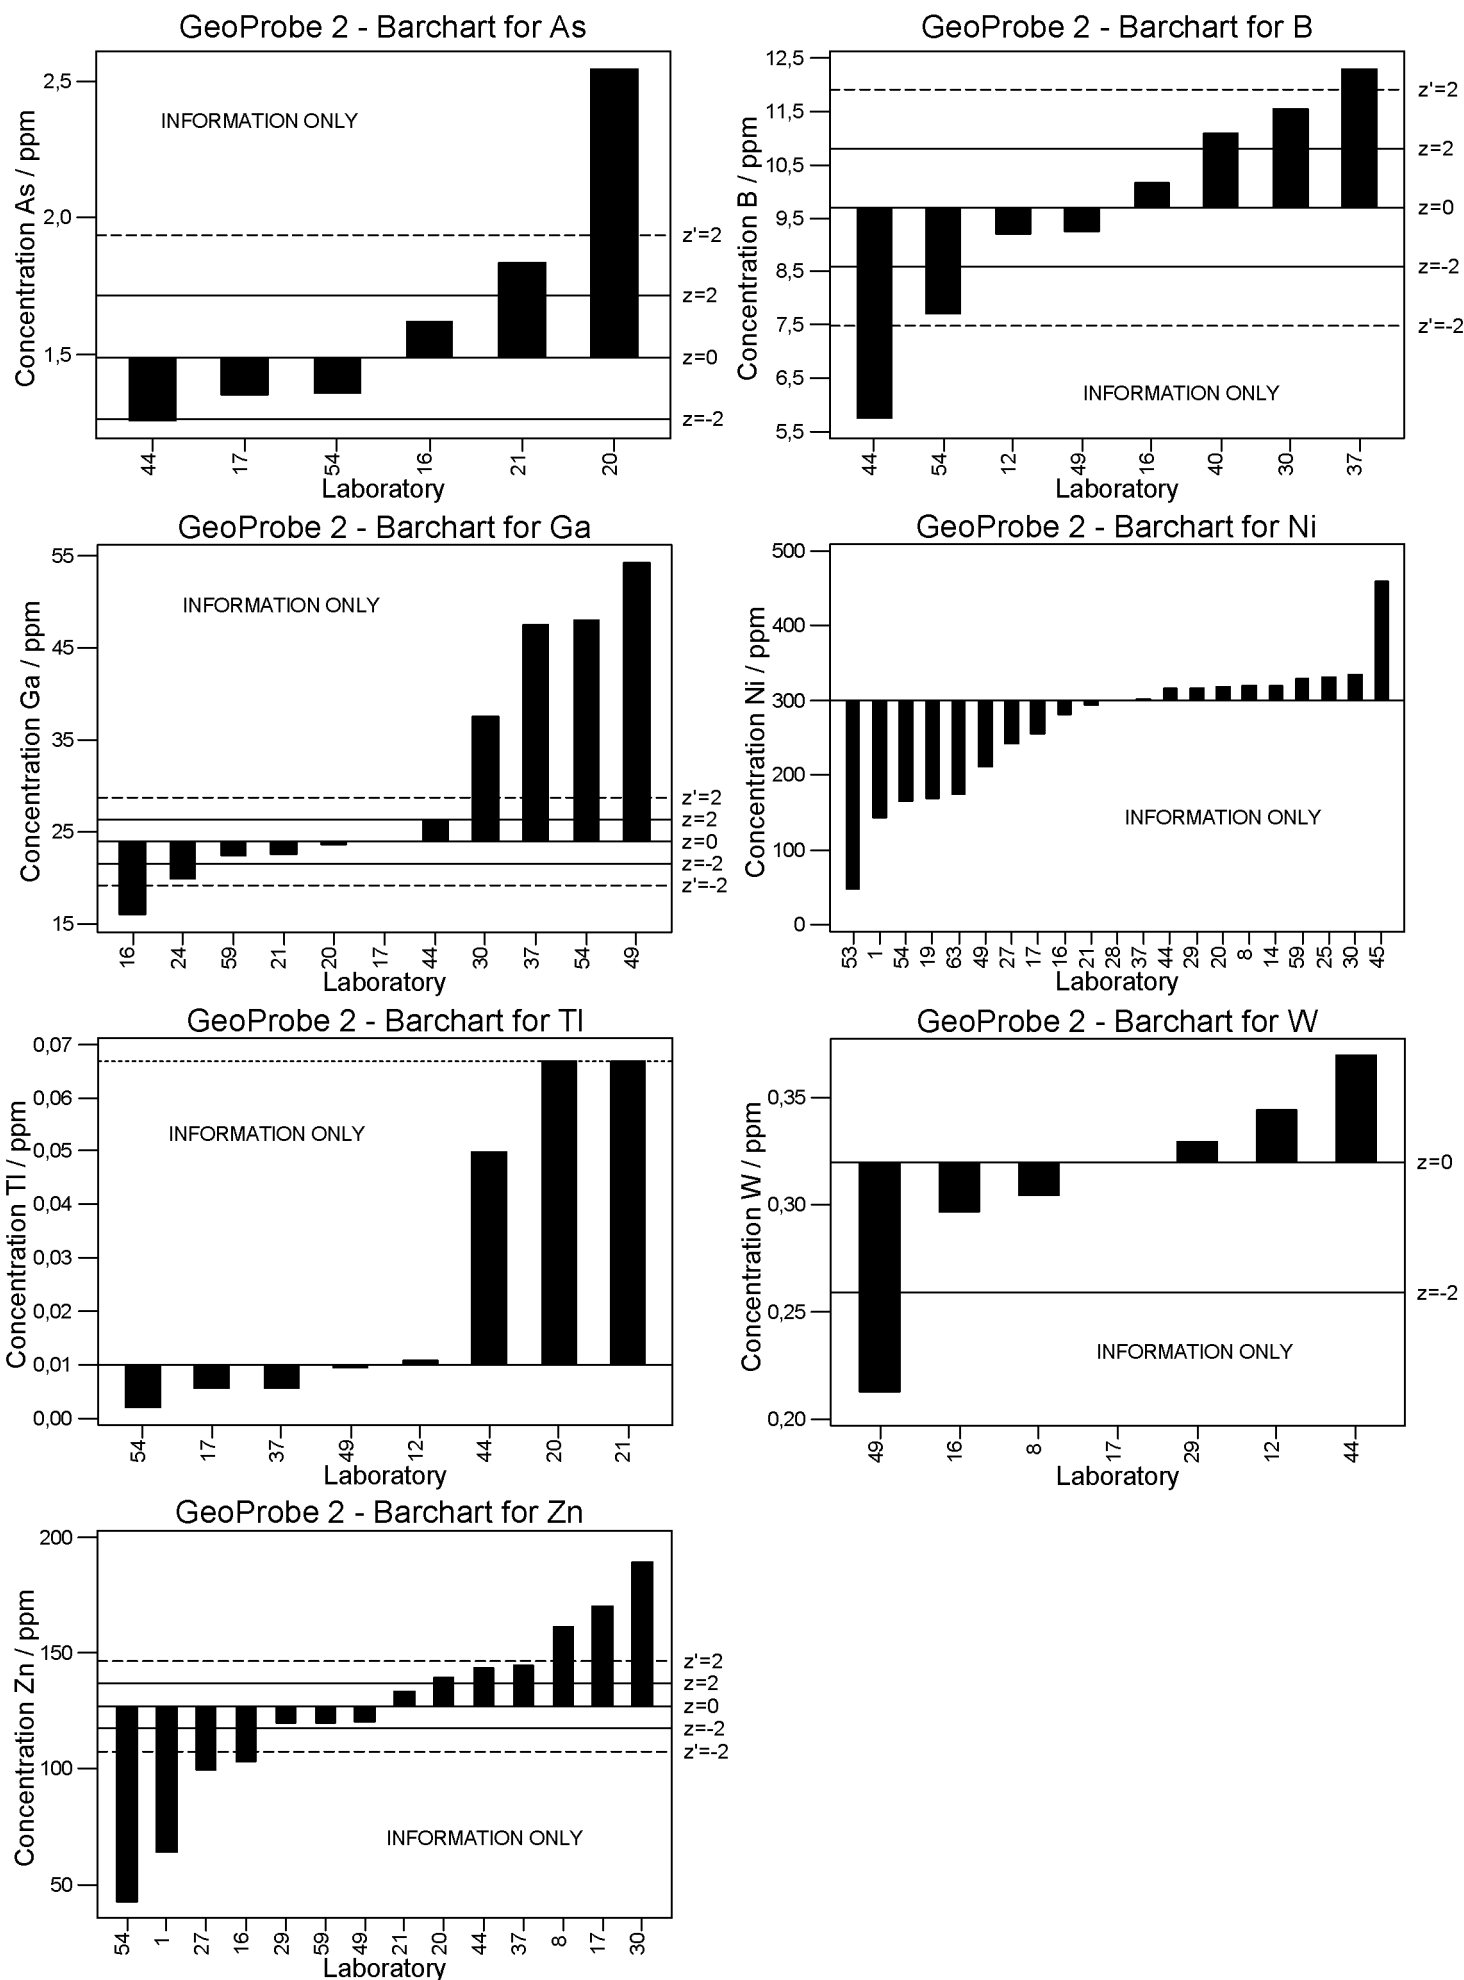 GeoProbe 2 - Barchart for As
Concentration As / ppm
2,5
2,0
1,5
INFORMATION ONLY
z'=2
z=2
z=0
z=-2
44 17 54 16 21 20
Laboratory
GeoProbe 2 - Barchart for B
Concentration B / ppm
12,5
11,5
10,5
9,5
8,5
7,5
6,5
5,5
z'=2
z=2
z=0
z=-2
z'=-2
INFORMATION ONLY
44 54 12 49 16 40 30 37
Laboratory
GeoProbe 2 - Barchart for Ga
Concentration Ga / ppm
55
45
35
25
15
INFORMATION ONLY
z'=2
z=2
z=0
z=-2
z'=-2
16 24 59 21 20 17 44 30 37 54 49
Laboratory
GeoProbe 2 - Barchart for Ni
Concentration Ni / ppm
500
400
300
200
100
0
INFORMATION ONLY
53 1 54 19 63 49 27 17 16 21 28 37 44 29 20 8 14 59 25 30 45
Laboratory
GeoProbe 2 - Barchart for Tl
Concentration Tl / ppm
0,07
0,06
0,05
0,04
0,03
0,02
0,01
0,00
INFORMATION ONLY
54 17 37 49 12 44 20 21
Laboratory
GeoProbe 2 - Barchart for W
Concentration W / ppm
0,35
0,30
0,25
0,20
z=0
z=-2
INFORMATION ONLY
49 16 8 17 29 12 44
Laboratory
GeoProbe 2 - Barchart for Zn
Concentration Zn / ppm
200
150
100
50
z'=2
z=2
z=0
z=-2
z'=-2
INFORMATION ONLY
54 1 27 16 29 59 49 21 20 44 37 8 17 30
Laboratory